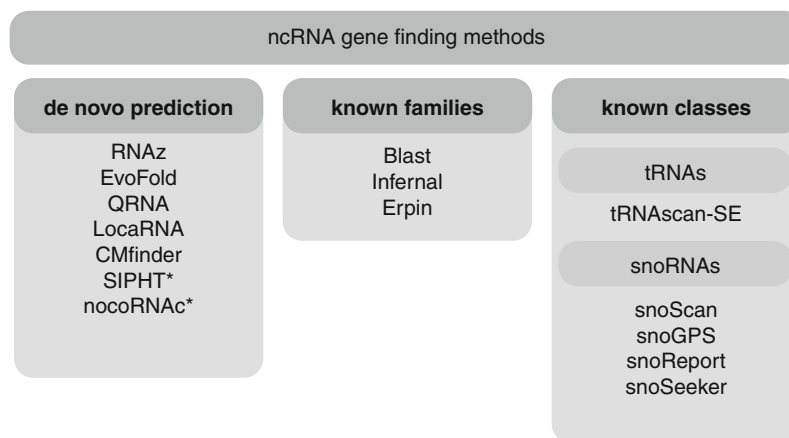 ncRNA gene finding methods
de novo prediction
RNAz
EvoFold
QRNA
LocaRNA
CMfinder
SIPHT*
nocoRNAc*
known families
Blast
Infernal
Erpin
known classes
tRNAs
tRNAscan-SE
snoRNAs
snoScan
snoGPS
snoReport
snoSeeker